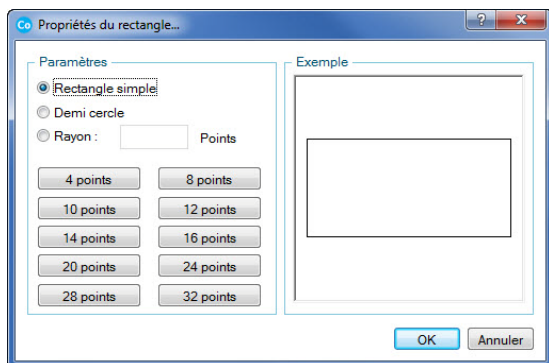 Co Propriétés du rectangle...
?
X
Paramètres
Rectangle simple
Demi cercle
Rayon : Points
4 points 8 points
10 points 12 points
14 points 16 points
20 points 24 points
28 points 32 points
Exemple
OK Annuler